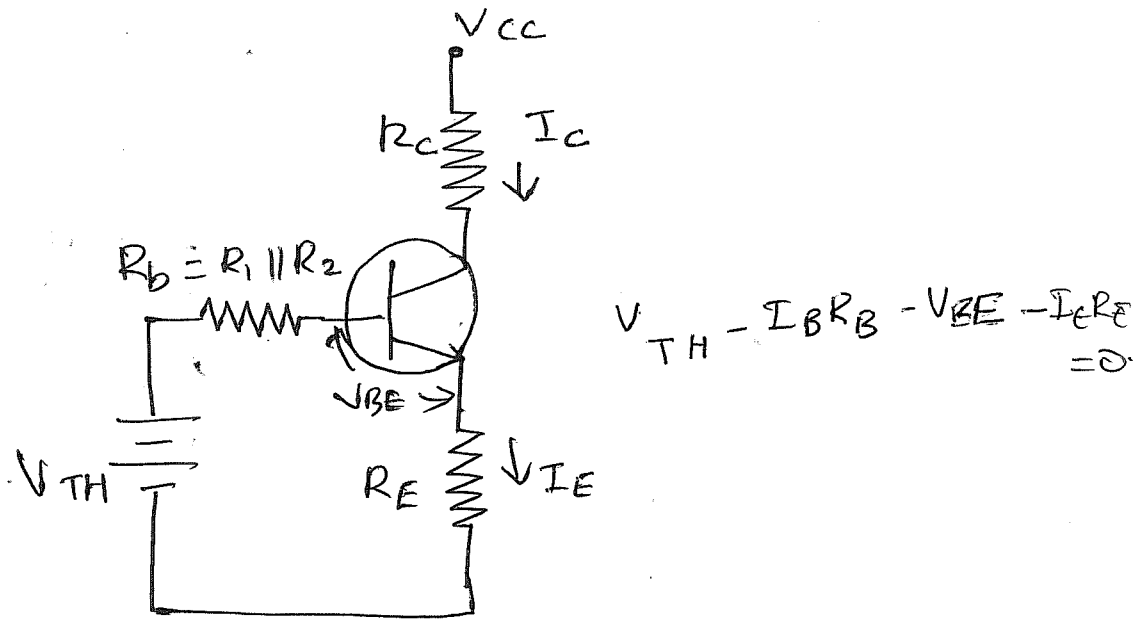 VCC
RC
IC
Rb = R1 || R2
VTH - IBRB - VBE - IERE
=0.
VBE
VTH
RE
IE